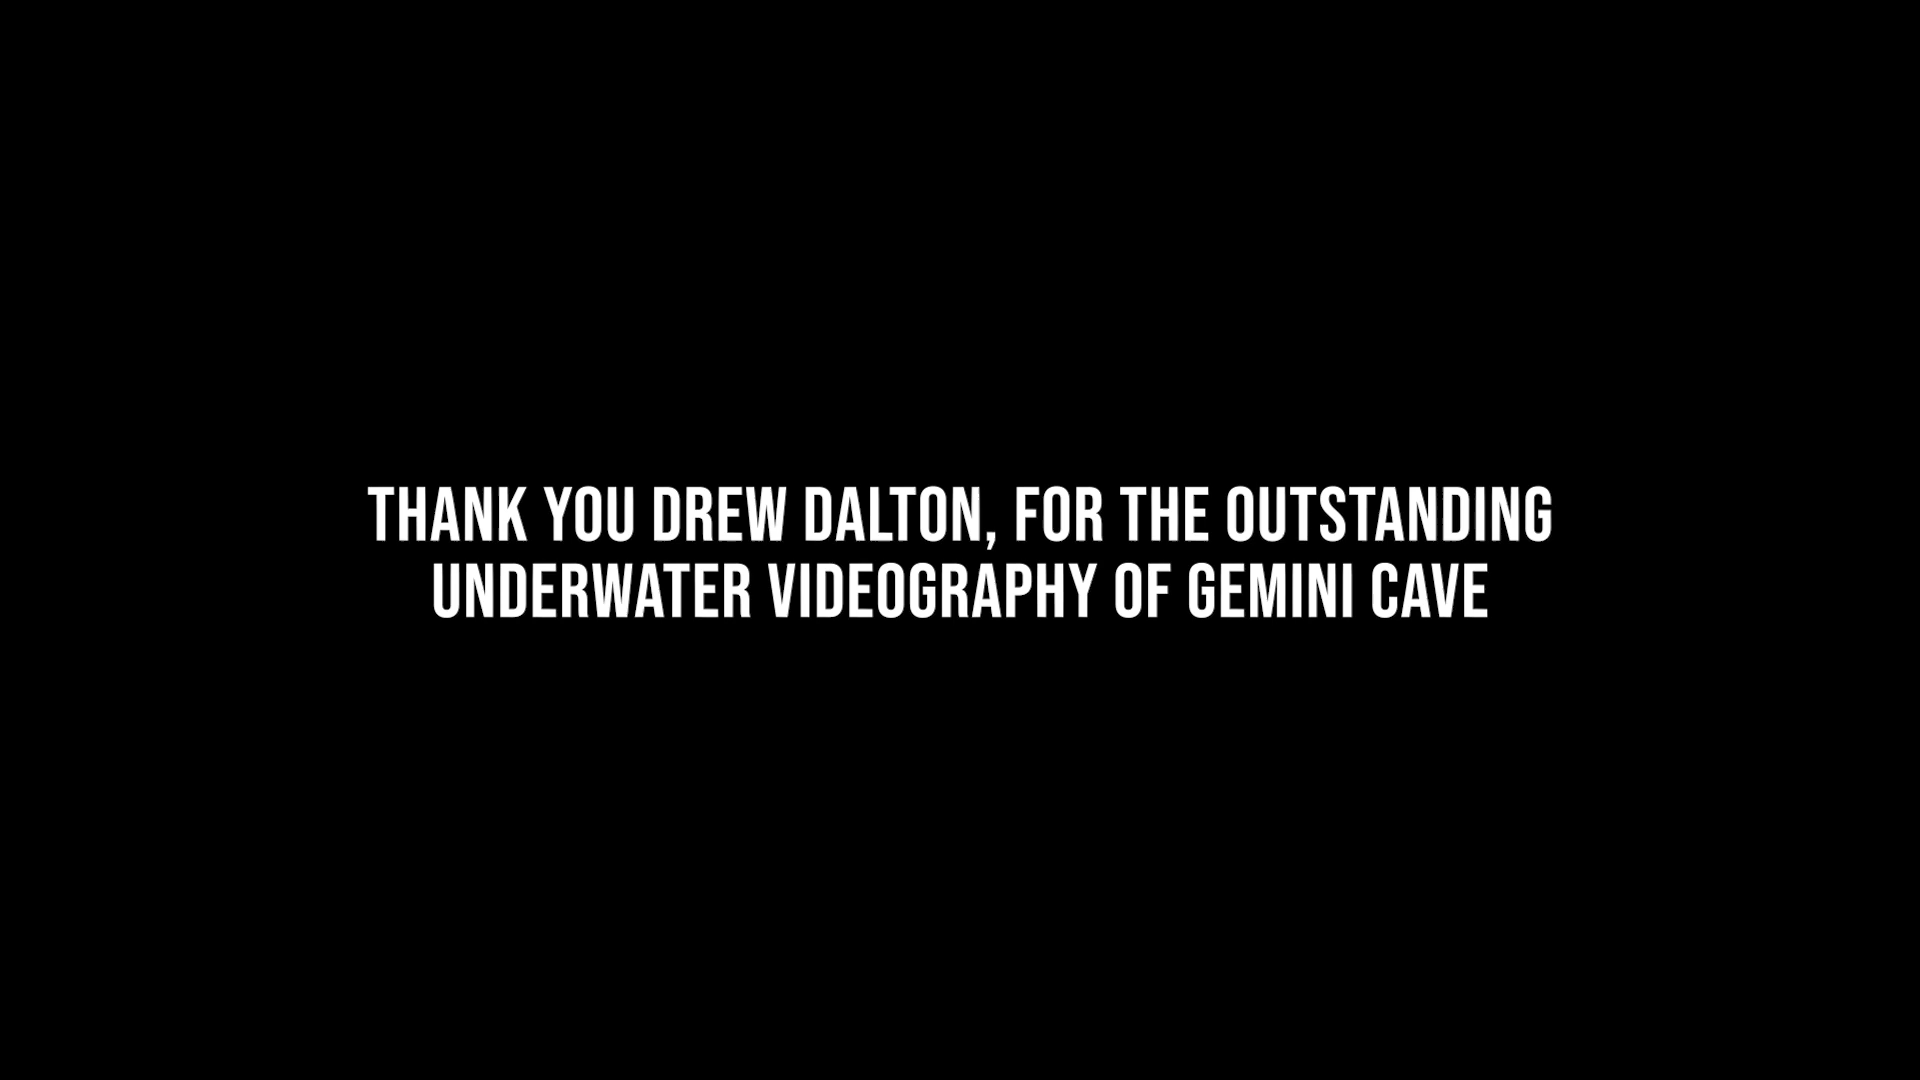 THANK YOU DREW DALTON, FOR THE OUTSTANDING
UNDERWATER VIDEOGRAPHY OF GEMINI CAVE